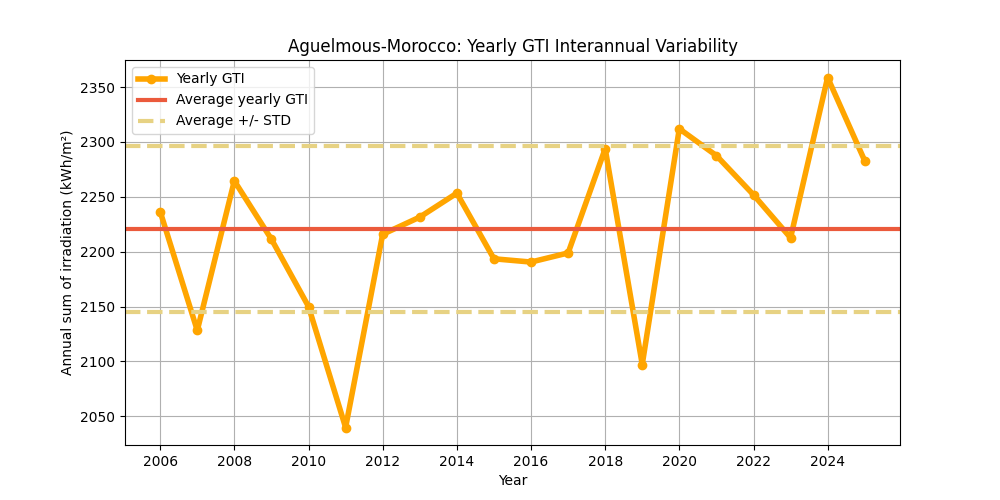 Aguelmous-Morocco: Yearly GTI Interannual Variability
Yearly GTI
Average yearly GTI
Average +/- STD
Annual sum of irradiation (kWh/m²)
2350
2300
2250
2200
2150
2100
2050
2006 2008 2010 2012 2014 2016 2018 2020 2022 2024
Year